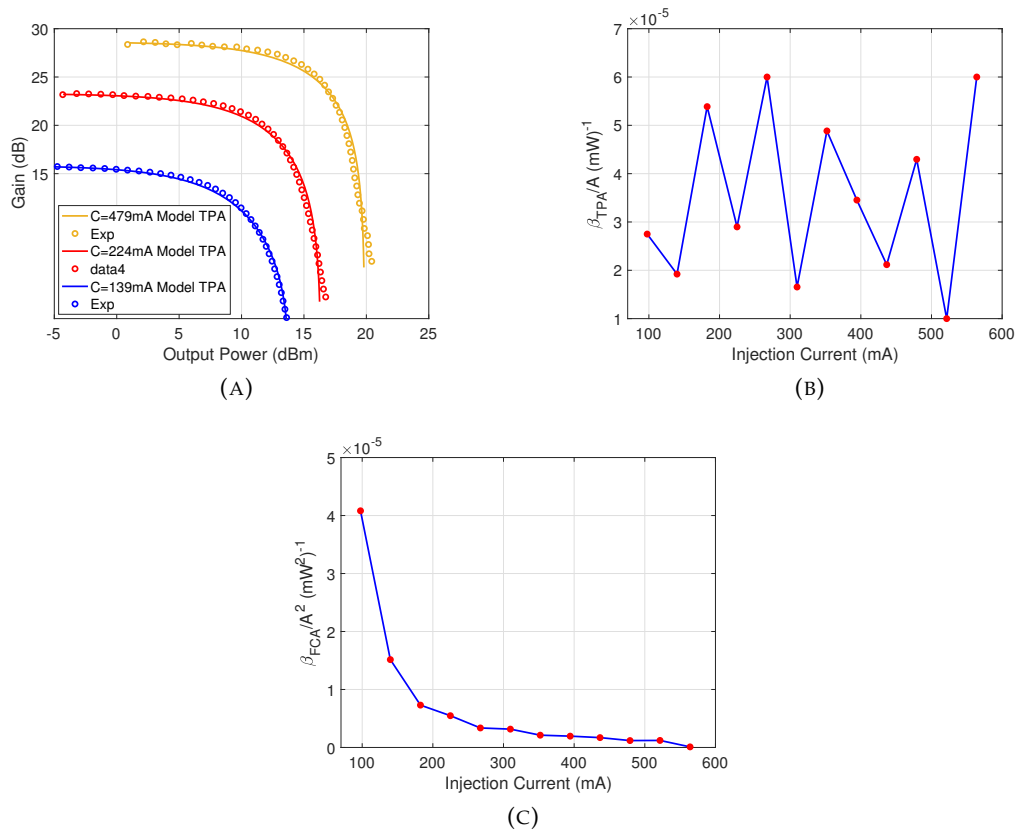 30
25
20
15
Gain (dB)
C=479mA Model TPA
Exp
C=224mA Model TPA
data4
C=139mA Model TPA
Exp
-5 0 5 10 15 20 25
Output Power (dBm)
(A)
×10⁻⁵
7
6
5
4
3
2
1
β_TPA/A (mW)⁻¹
100 200 300 400 500 600
Injection Current (mA)
(B)
×10⁻⁵
5
4
3
2
1
0
β_FCA/A² (mW²)⁻¹
100 200 300 400 500 600
Injection Current (mA)
(C)